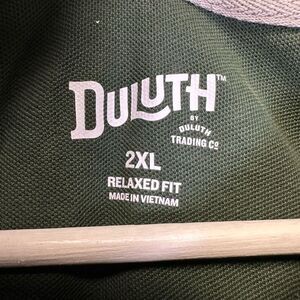 DULUTH™
BY
DULUTH
TRADING Cº
2XL
RELAXED FIT
MADE IN VIETNAM